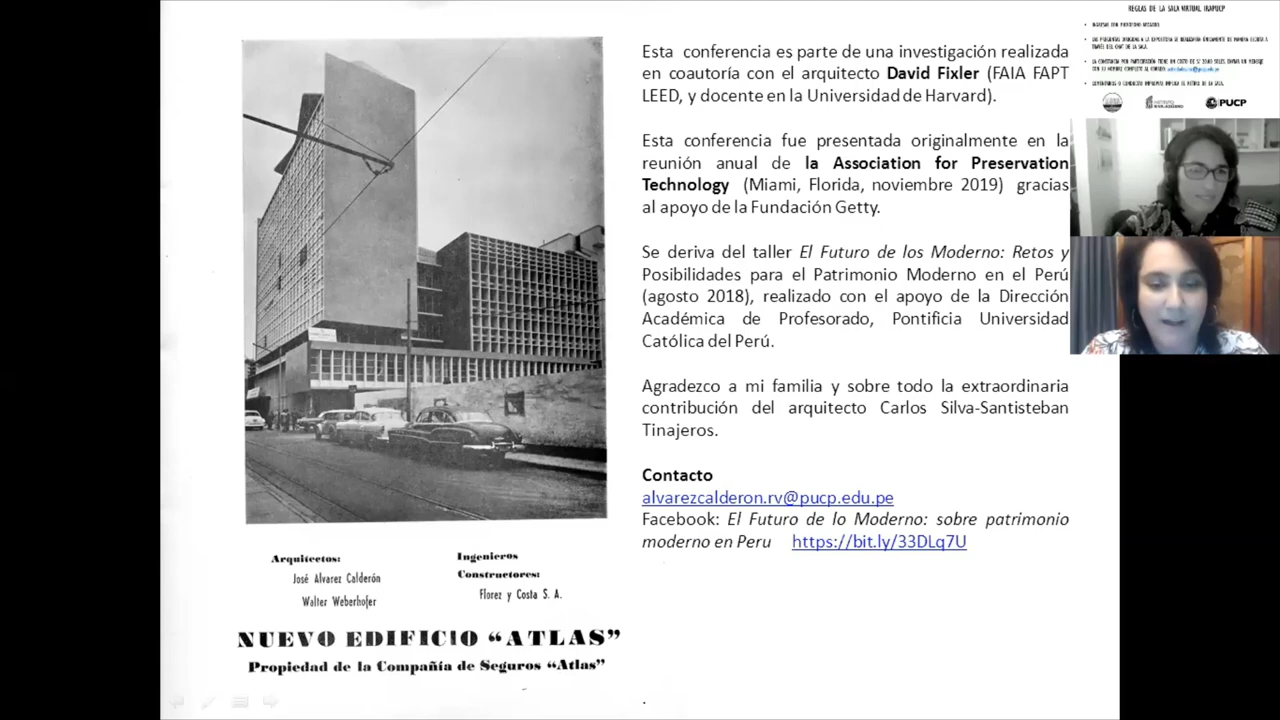 Esta conferencia es parte de una investigación realizada
en coautoría con el arquitecto David Fixler (FAIA FAPT
LEED, y docente en la Universidad de Harvard).
Esta conferencia fue presentada originalmente en la
reunión anual de la Association for Preservation
Technology (Miami, Florida, noviembre 2019) gracias
al apoyo de la Fundación Getty.
Se deriva del taller El Futuro de los Moderno: Retos y
Posibilidades para el Patrimonio Moderno en el Perú
(agosto 2018), realizado con el apoyo de la Dirección
Académica de Profesorado, Pontificia Universidad
Católica del Perú.
Agradezco a mi familia y sobre todo la extraordinaria
contribución del arquitecto Carlos Silva-Santisteban
Tinajeros.
Contacto
alvarezcalderon.rv@pucp.edu.pe
Facebook: El Futuro de lo Moderno: sobre patrimonio
moderno en Peru https://bit.ly/33DLq7U
Arquitectos:
José Alvarez Calderón
Walter Weberhofer
Ingenieros
Constructores:
Florez y Costa S. A.
NUEVO EDIFICIO “ATLAS”
Propiedad de la Compañía de Seguros “Atlas”
REGLAS DE LA SALA VIRTUAL IRAPUCP
PUCP